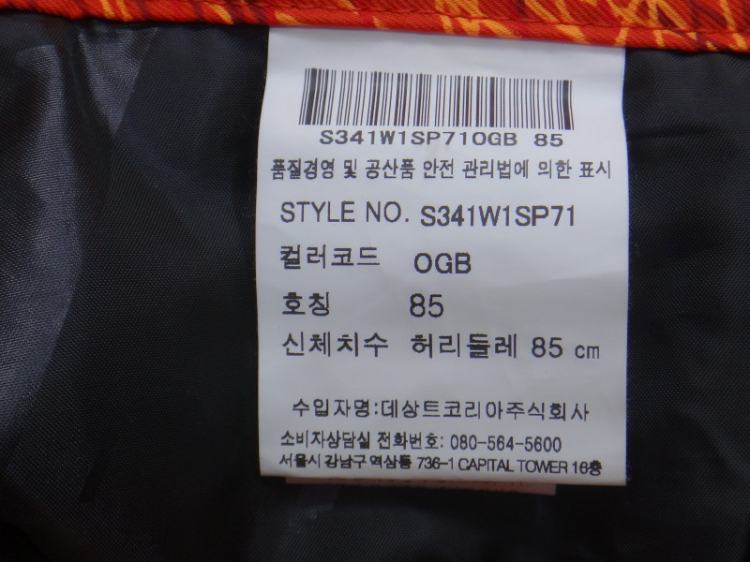 S341W1SP71OGB 85
품질경영 및 공산품 안전 관리법에 의한 표시
STYLE NO. S341W1SP71
컬러코드 OGB
호칭 85
신체치수 허리둘레 85 cm
수입자명:데상트코리아주식회사
소비자상담실 전화번호: 080-564-5600
서울시 강남구 역삼동 736-1 CAPITAL TOWER 16층